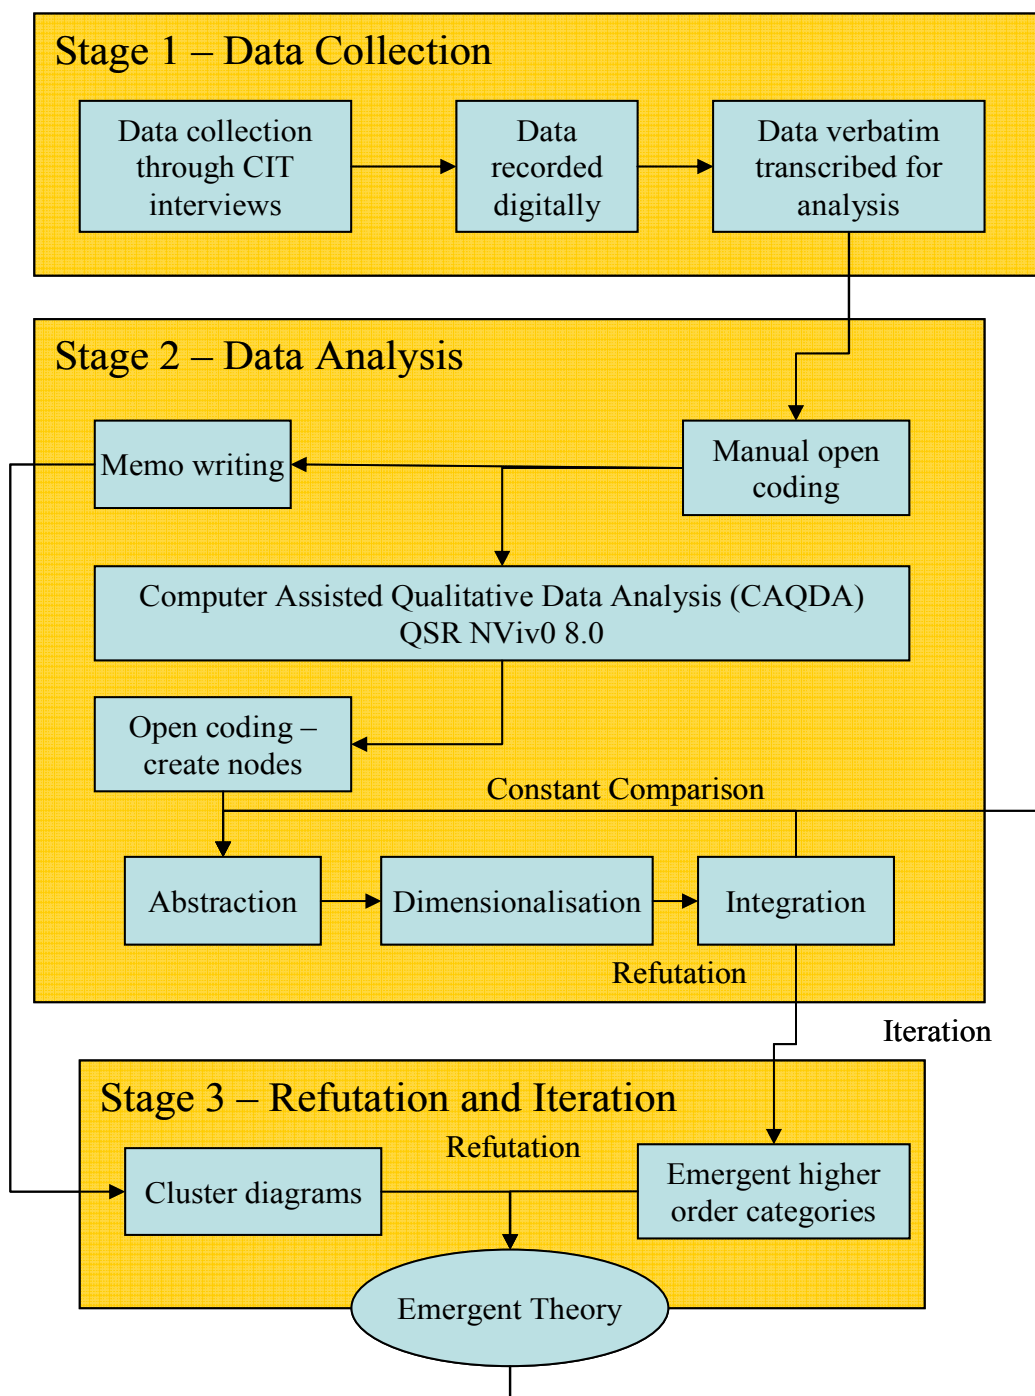 Stage 1 – Data Collection
Data collection
through CIT
interviews
Data
recorded
digitally
Data verbatim
transcribed for
analysis
Stage 2 – Data Analysis
Memo writing
Manual open
coding
Computer Assisted Qualitative Data Analysis (CAQDA)
QSR NViv0 8.0
Open coding –
create nodes
Constant Comparison
Abstraction
Dimensionalisation
Integration
Refutation
Iteration
Stage 3 – Refutation and Iteration
Refutation
Cluster diagrams
Emergent higher
order categories
Emergent Theory